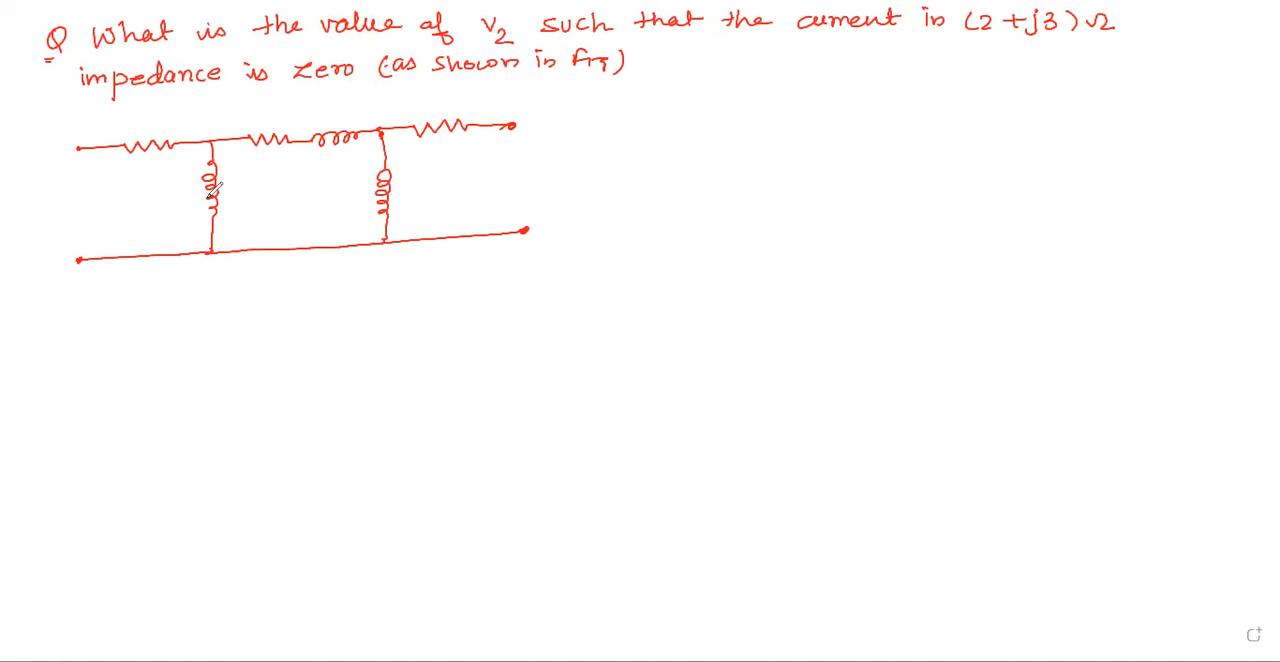 Q What is the value of V2 such that the current in (2+j3)Ω
impedance is zero (as shown in fig)